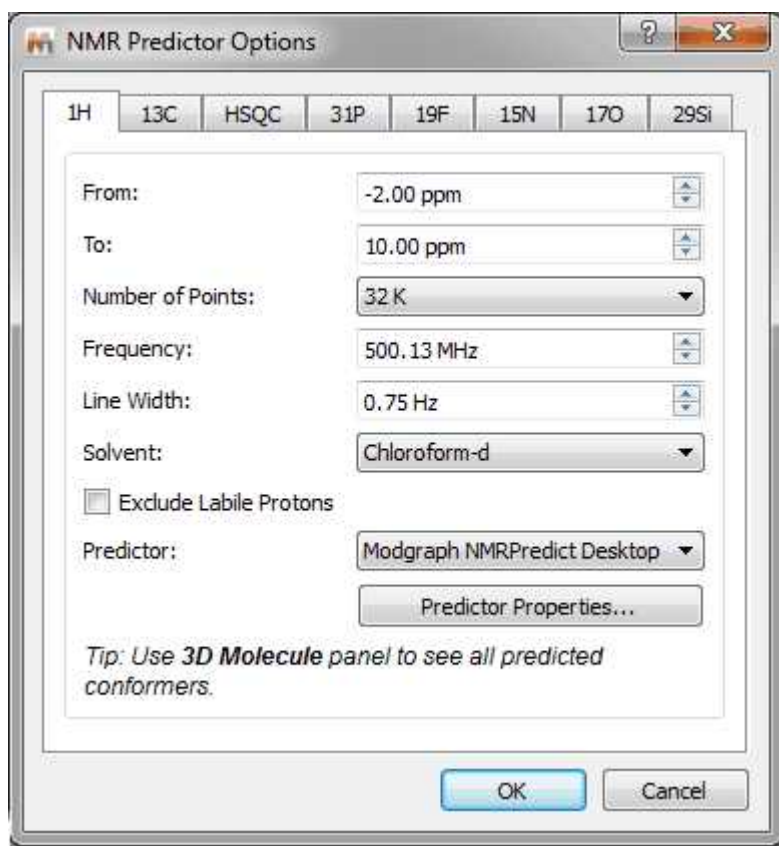 NMR Predictor Options
1H 13C HSQC 31P 19F 15N 17O 29Si
From: -2.00 ppm
To: 10.00 ppm
Number of Points: 32 K
Frequency: 500.13 MHz
Line Width: 0.75 Hz
Solvent: Chloroform-d
Exclude Labile Protons
Predictor: Modgraph NMRPredict Desktop
Predictor Properties...
Tip: Use 3D Molecule panel to see all predicted
conformers.
OK Cancel